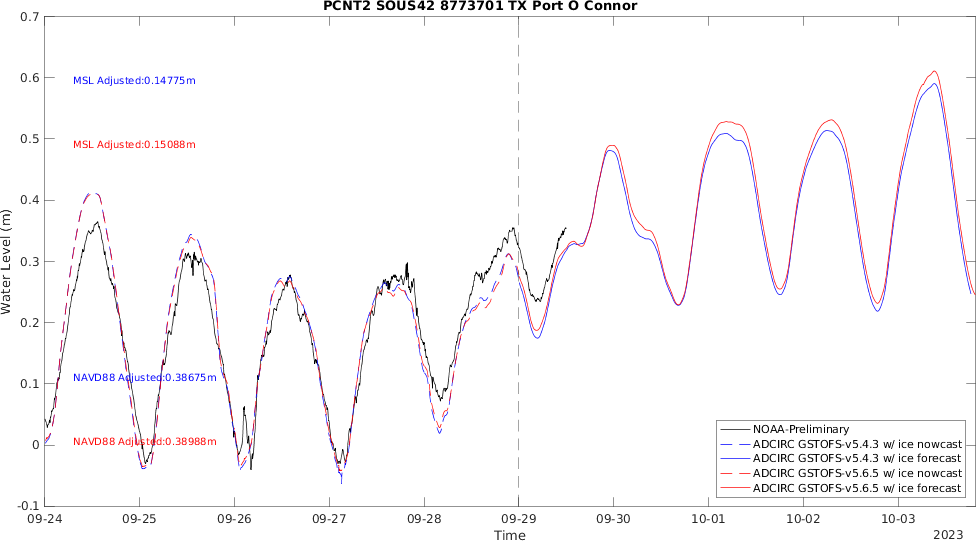 PCNT2 SOUS42 8773701 TX Port O Connor
0.7
0.6
0.5
0.4
0.3
0.2
0.1
0
-0.1
Water Level (m)
MSL Adjusted:0.14775m
MSL Adjusted:0.15088m
NAVD88 Adjusted:0.38675m
NAVD88 Adjusted:0.38988m
NOAA-Preliminary
ADCIRC GSTOFS-v5.4.3 w/ ice nowcast
ADCIRC GSTOFS-v5.4.3 w/ ice forecast
ADCIRC GSTOFS-v5.6.5 w/ ice nowcast
ADCIRC GSTOFS-v5.6.5 w/ ice forecast
09-24 09-25 09-26 09-27 09-28 09-29 09-30 10-01 10-02 10-03
Time
2023